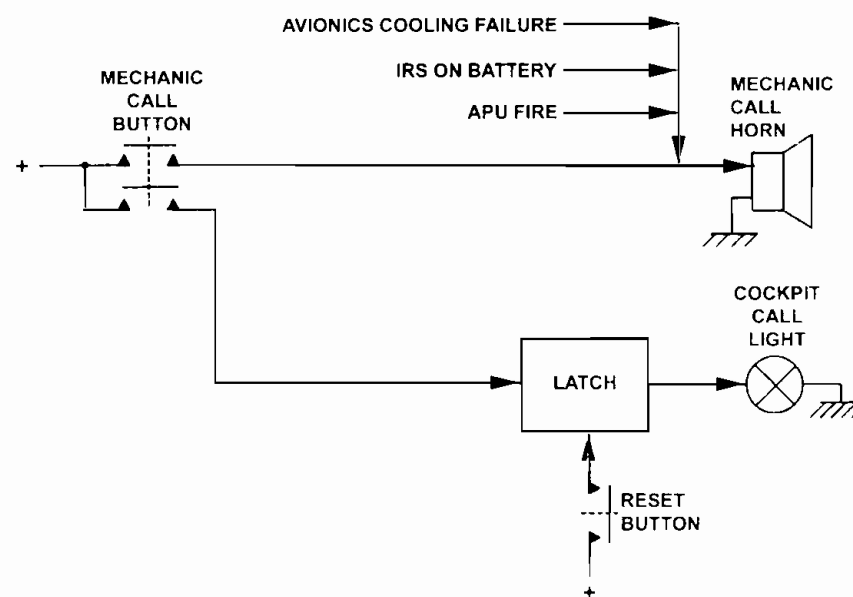 AVIONICS COOLING FAILURE
IRS ON BATTERY
APU FIRE
MECHANIC
CALL
BUTTON
MECHANIC
CALL
HORN
+
COCKPIT
CALL
LIGHT
LATCH
RESET
BUTTON
+